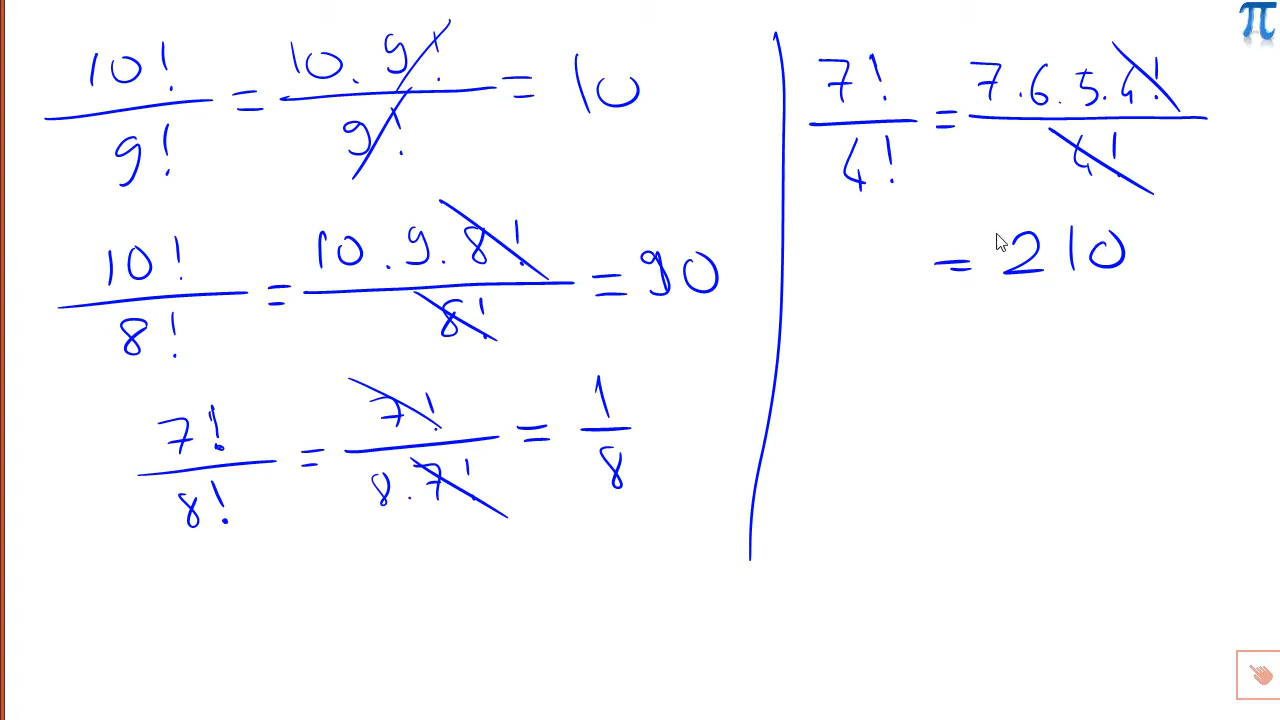 10!/9! = 10.9!/9! = 10
10!/8! = 10.9.8!/8! = 90
7!/8! = 7!/8.7! = 1/8
7!/4! = 7.6.5.4!/4!
= 210
π